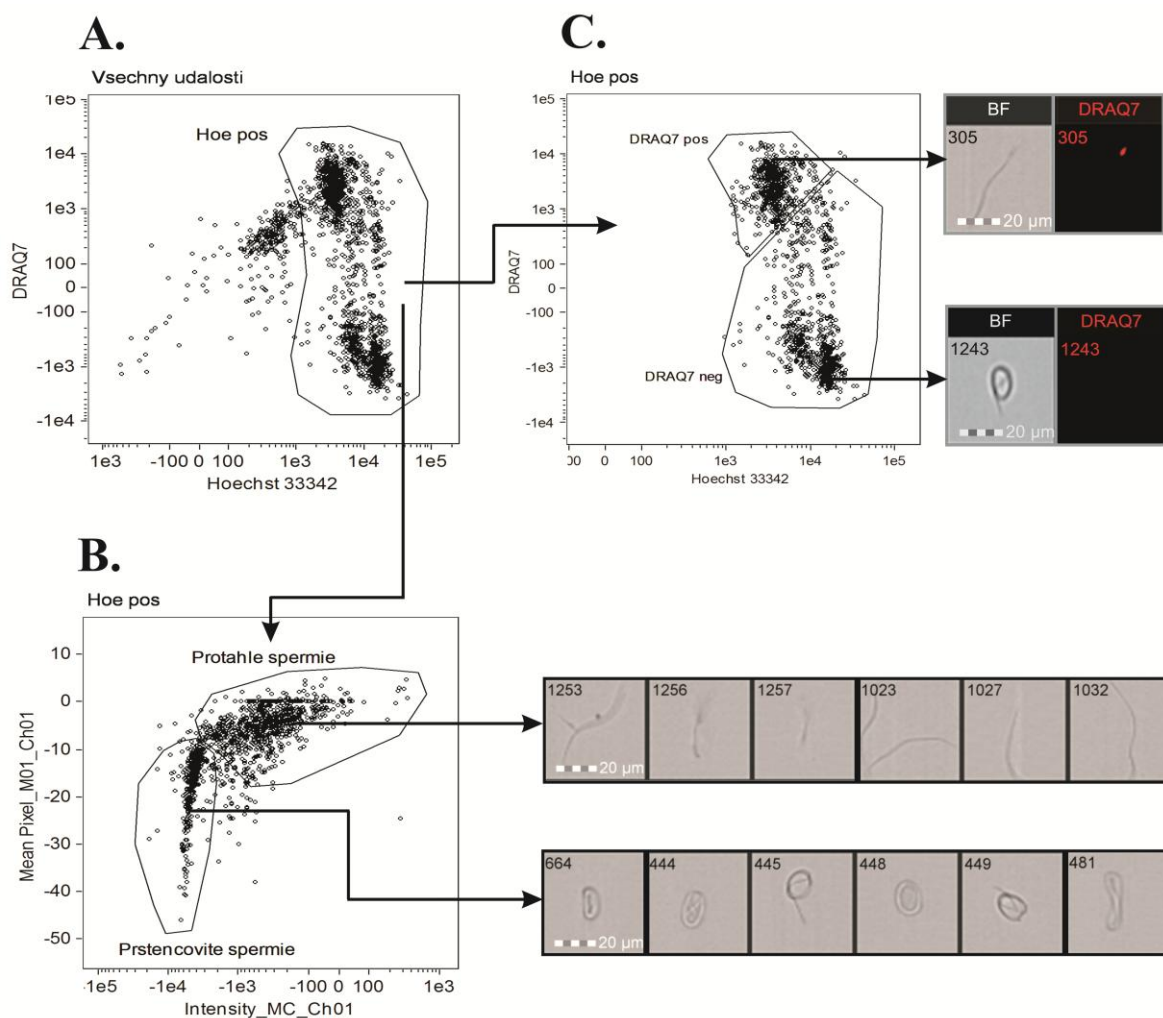 A.
Vsechny udalosti
1e5
1e4
1e3
100
0
-100
-1e3
-1e4
DRAQ7
Hoe pos
1e3 -100 0 100 1e3 1e4 1e5
Hoechst 33342
C.
Hoe pos
1e5
1e4
1e3
100
0
-100
-1e3
-1e4
DRAQ7
DRAQ7 pos
DRAQ7 neg
00 0 100 1e3 1e4 1e5
Hoechst 33342
BF DRAQ7
305 305
20 µm
BF DRAQ7
1243 1243
20 µm
B.
Hoe pos
10
0
-10
-20
-30
-40
-50
Mean Pixel_M01_Ch01
Protahle spermie
Prstencovite spermie
-1e5 -1e4 -1e3 -100 0 100 1e3
Intensity_MC_Ch01
1253 1256 1257 1023 1027 1032
20 µm
664 444 445 448 449 481
20 µm